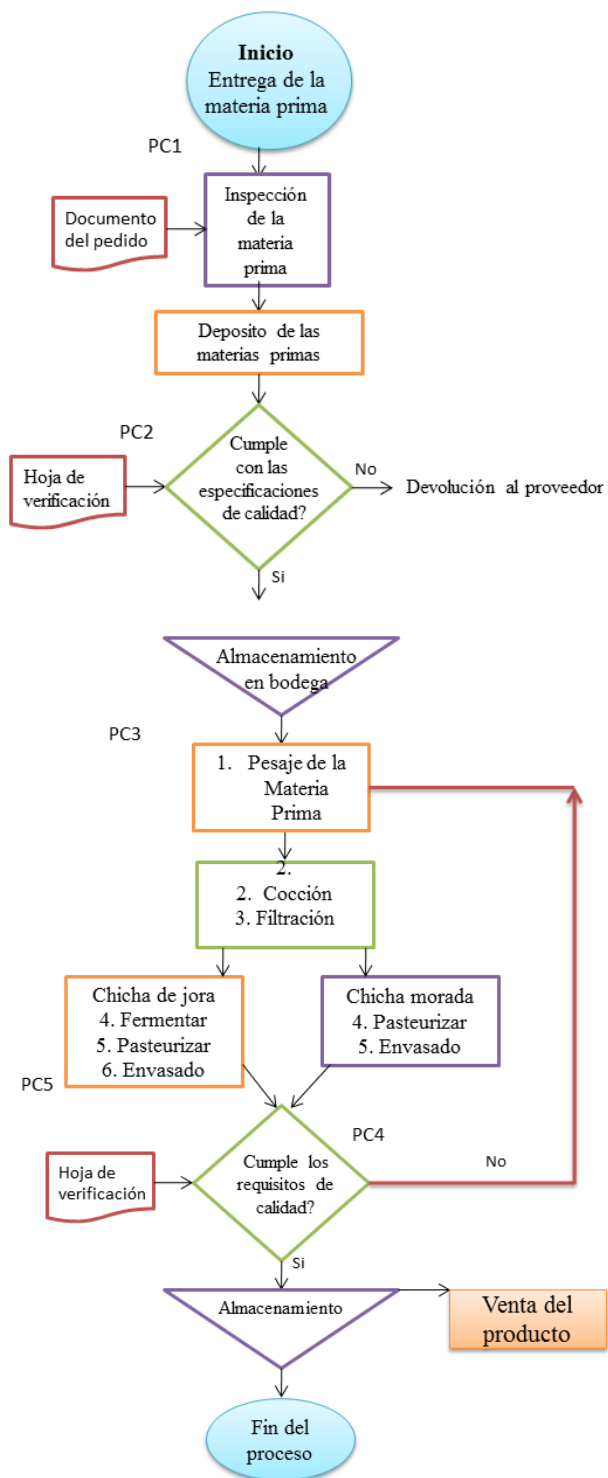 Inicio
Entrega de la
materia prima
PC1
Inspección
de la
materia
prima
Documento
del pedido
Deposito de las
materias primas
PC2
Cumple
con las
especificaciones
de calidad?
Hoja de
verificación
No
Devolución al proveedor
Si
Almacenamiento
en bodega
PC3
1. Pesaje de la
Materia
Prima
2.
2. Cocción
3. Filtración
Chicha de jora
4. Fermentar
5. Pasteurizar
6. Envasado
Chicha morada
4. Pasteurizar
5. Envasado
PC5
PC4
Cumple los
requisitos de
calidad?
Hoja de
verificación
No
Si
Almacenamiento
Venta del
producto
Fin del
proceso